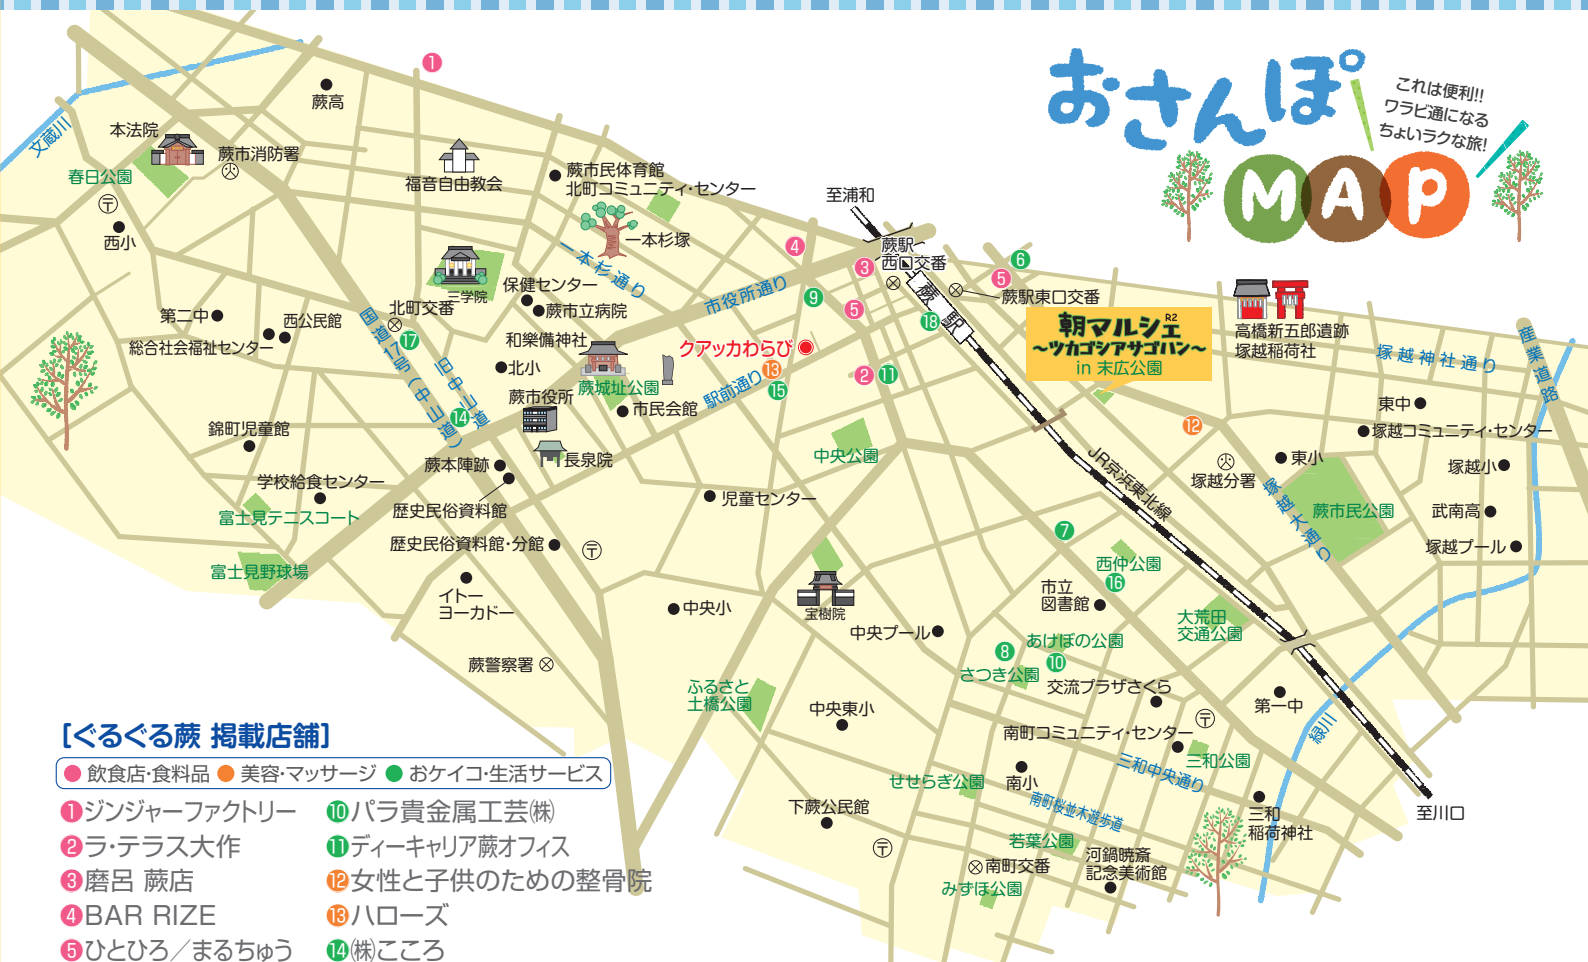 おさんぽ
MAP
これは便利!!
ワラビ通になる
ちょいラクな旅!
1
文蔵川
本法院
春日公園
蕨市消防署
蕨高
西小
福音自由教会
蕨市民体育館
北町コミュニティ・センター
一本杉塚
一本杉通り
至浦和
蕨駅
西口交番
蕨駅
蕨駅東口交番
4
3
5
9
5
6
18
三学院
保健センター
蕨市立病院
北町交番
17
国道17号(中山道)
旧中山道
14
第二中
西公民館
総合社会福祉センター
市役所通り
和樂備神社
北小
蕨城址公園
クアッカわらび
13
駅前通り
15
2
11
市民会館
蕨市役所
長泉院
蕨本陣跡
歴史民俗資料館
歴史民俗資料館・分館
錦町児童館
学校給食センター
富士見テニスコート
富士見野球場
イトー
ヨーカドー
蕨警察署
中央公園
児童センター
朝マルシェR2
~ツカゴシアサゴハン~
in 末広公園
高橋新五郎遺跡
塚越稲荷社
塚越神社通り
産業道路
12
東中
塚越コミュニティ・センター
塚越分署
東小
塚越小
塚越大通り
蕨市民公園
武南高
塚越プール
JR京浜東北線
7
西仲公園
16
市立
図書館
大荒田
交通公園
宝樹院
中央小
中央プール
8
さつき公園
あけぼの公園
10
交流プラザさくら
ふるさと
土橋公園
中央東小
南町コミュニティ・センター
第一中
緑川
三和公園
三和中央通り
せせらぎ公園
南小
南町桜並木遊歩道
下蕨公民館
若葉公園
三和
稲荷神社
至川口
南町交番
みずほ公園
河鍋暁斎
記念美術館
[ぐるぐる蕨 掲載店舗]
飲食店・食料品 美容・マッサージ おケイコ・生活サービス
1ジンジャーファクトリー
2ラ・テラス大作
3磨呂 蕨店
4BAR RIZE
5ひとひろ/まるちゅう
10パラ貴金属工芸㈱
11ディーキャリア蕨オフィス
12女性と子供のための整骨院
13ハローズ
14㈱こころ